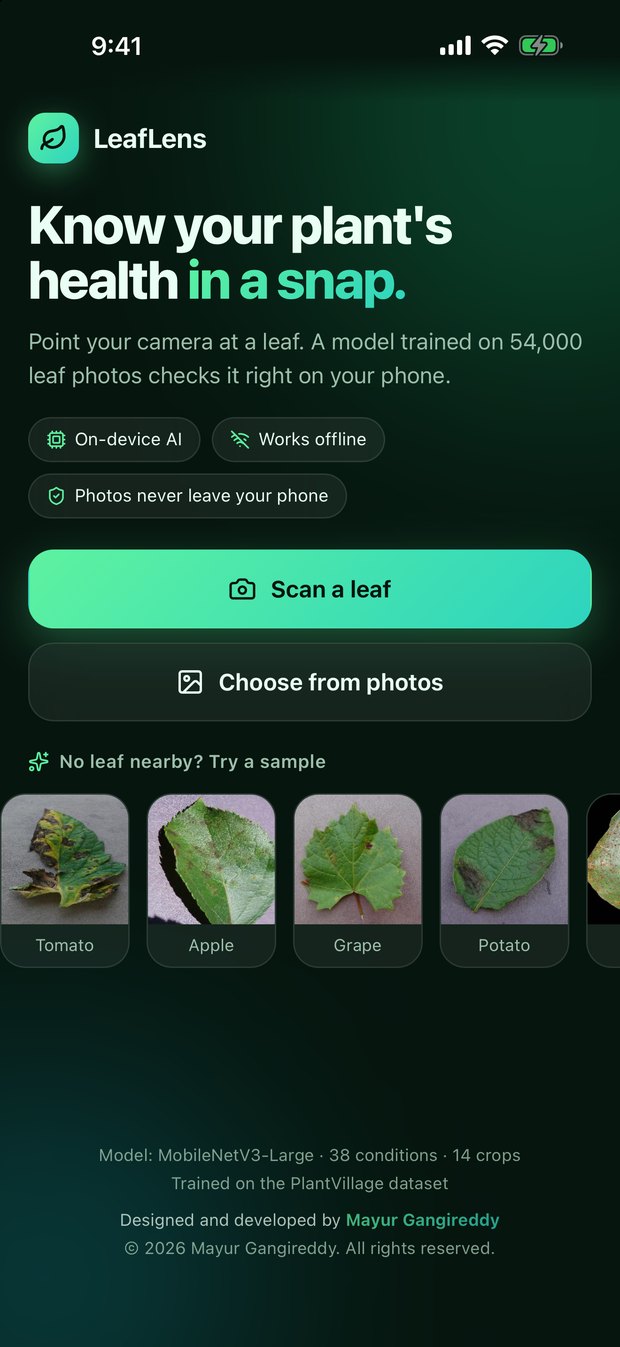 9:41
LeafLens
Know your plant's
health in a snap.
Point your camera at a leaf. A model trained on 54,000
leaf photos checks it right on your phone.
On-device AI
Works offline
Photos never leave your phone
Scan a leaf
Choose from photos
No leaf nearby? Try a sample
Tomato
Apple
Grape
Potato
Model: MobileNetV3-Large · 38 conditions · 14 crops
Trained on the PlantVillage dataset
Designed and developed by Mayur Gangireddy
© 2026 Mayur Gangireddy. All rights reserved.